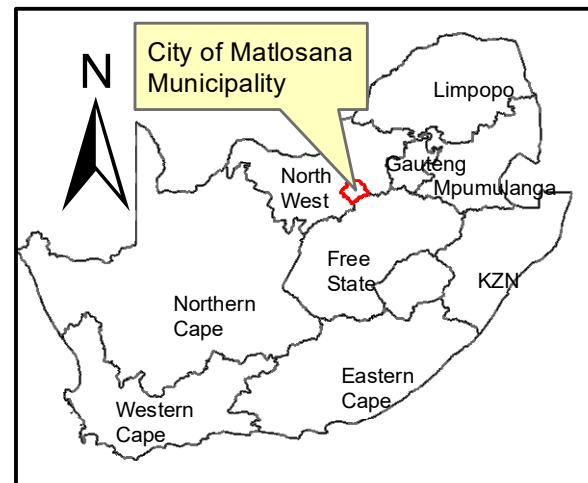 City of Matlosana
Municipality
N
Limpopo
Gauteng
North
West
Mpumulanga
Free
State
KZN
Northern
Cape
Eastern
Cape
Western
Cape